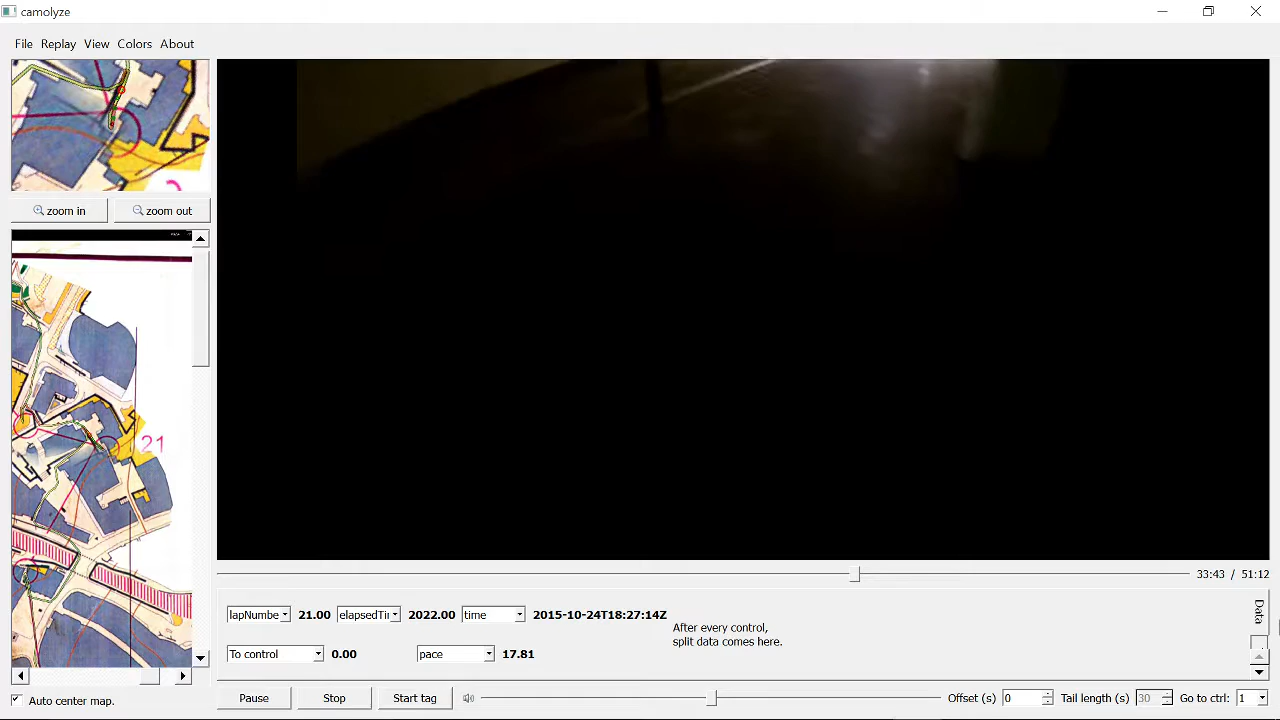 camolyze
File Replay View Colors About
zoom in zoom out
21
33:43 / 51:12
lapNumbe 21.00 elapsedTi 2022.00 time 2015-10-24T18:27:14Z
After every control,
split data comes here.
To control 0.00 pace 17.81
Data
Auto center map.
Pause Stop Start tag Offset (s) 0 Tail length (s) 30 Go to ctrl: 1